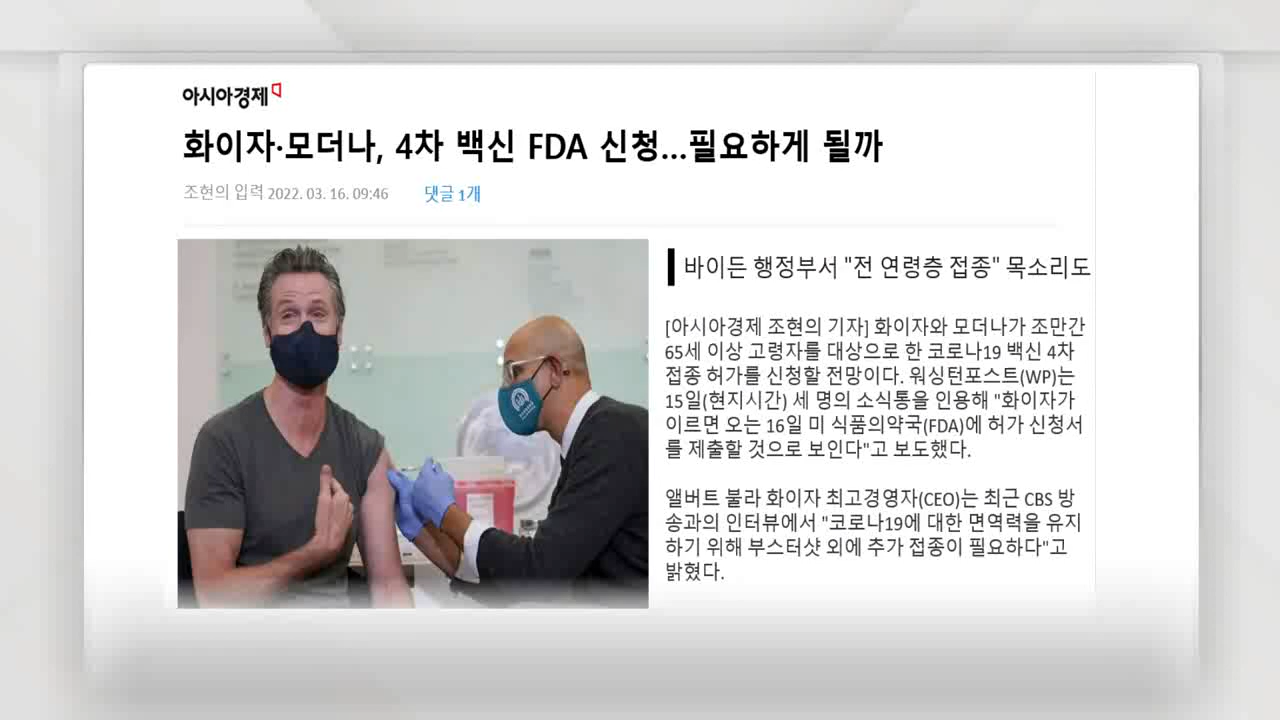 아시아경제
화이자·모더나, 4차 백신 FDA 신청...필요하게 될까
조현의 입력 2022. 03. 16. 09:46 댓글 1개
바이든 행정부서 "전 연령층 접종" 목소리도
[아시아경제 조현의 기자] 화이자와 모더나가 조만간
65세 이상 고령자를 대상으로 한 코로나19 백신 4차
접종 허가를 신청할 전망이다. 워싱턴포스트(WP)는
15일(현지시간) 세 명의 소식통을 인용해 "화이자가
이르면 오는 16일 미 식품의약국(FDA)에 허가 신청서
를 제출할 것으로 보인다"고 보도했다.
앨버트 불라 화이자 최고경영자(CEO)는 최근 CBS 방
송과의 인터뷰에서 "코로나19에 대한 면역력을 유지
하기 위해 부스터샷 외에 추가 접종이 필요하다"고
밝혔다.